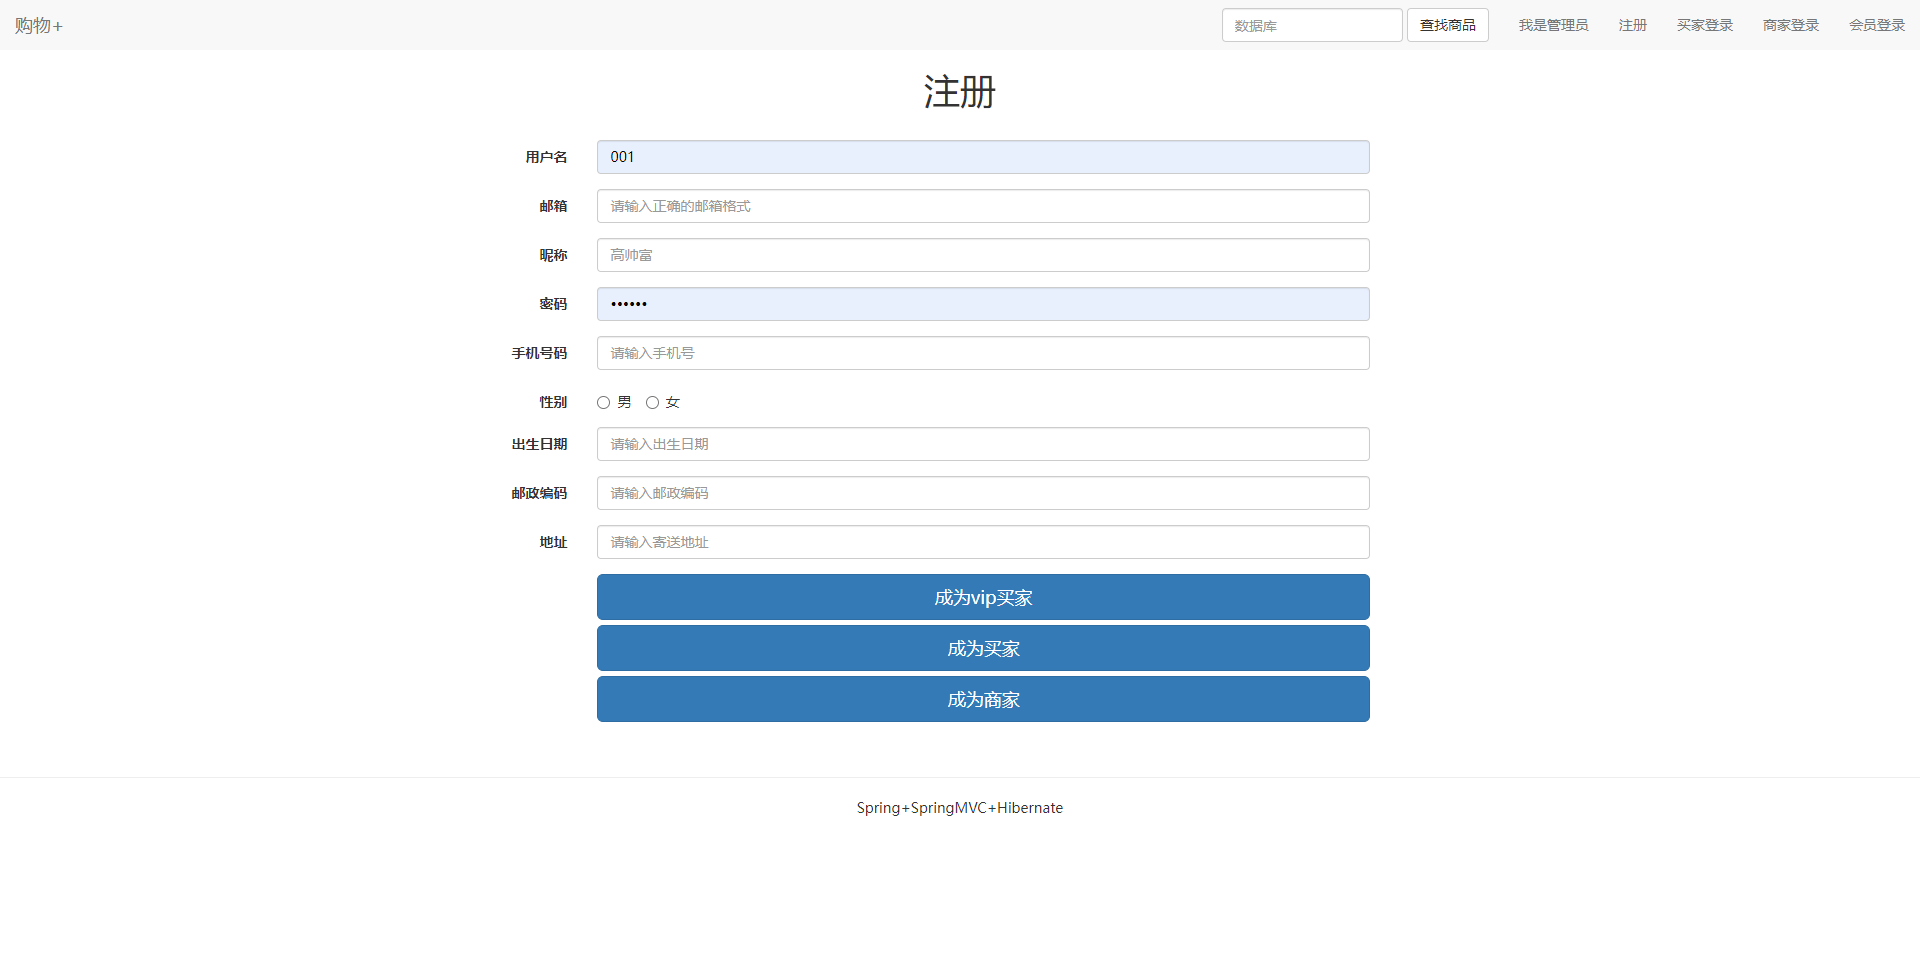 购物+
数据库 查找商品 我是管理员 注册 买家登录 商家登录 会员登录
注册
用户名 001
邮箱 请输入正确的邮箱格式
昵称 高帅富
密码 ••••••
手机号码 请输入手机号
性别 男 女
出生日期 请输入出生日期
邮政编码 请输入邮政编码
地址 请输入寄送地址
成为vip买家
成为买家
成为商家
Spring+SpringMVC+Hibernate